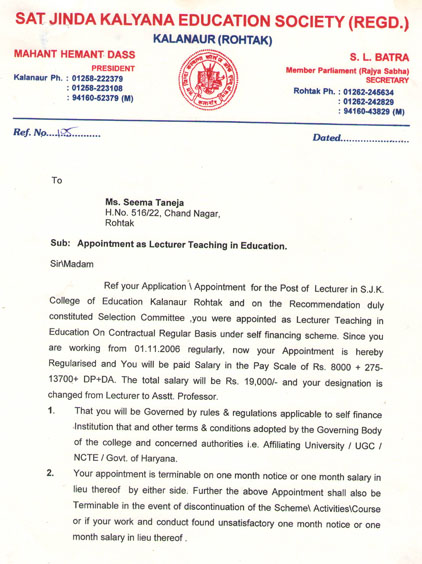 SAT JINDA KALYANA EDUCATION SOCIETY (REGD.)
KALANAUR (ROHTAK)
MAHANT HEMANT DASS
PRESIDENT
Kalanaur Ph. : 01258-222379
: 01258-223108
: 94160-52379 (M)
S. L. BATRA
Member Parliament (Rajya Sabha)
SECRETARY
Rohtak Ph. : 01262-245634
: 01262-242829
: 94160-43829 (M)
Ref. No....105..........
Dated........................
To
Ms. Seema Taneja
H.No. 516/22, Chand Nagar,
Rohtak
Sub: Appointment as Lecturer Teaching in Education.
Sir\Madam
Ref your Application \ Appointment for the Post of Lecturer in S.J.K.
College of Education Kalanaur Rohtak and on the Recommendation duly
constituted Selection Committee ,you were appointed as Lecturer Teaching in
Education On Contractual Regular Basis under self financing scheme. Since you
are working from 01.11.2006 regularly, now your Appointment is hereby
Regularised and You will be paid Salary in the Pay Scale of Rs. 8000 + 275-
13700+ DP+DA. The total salary will be Rs. 19,000/- and your designation is
changed from Lecturer to Asstt. Professor.
1. That you will be Governed by rules & regulations applicable to self finance
Institution that and other terms & conditions adopted by the Governing Body
of the college and concerned authorities i.e. Affiliating University / UGC /
NCTE / Govt. of Haryana.
2. Your appointment is terminable on one month notice or one month salary in
lieu thereof by either side. Further the above Appointment shall also be
Terminable in the event of discontinuation of the Scheme\ Activities\Course
or if your work and conduct found unsatisfactory one month notice or one
month salary in lieu thereof .